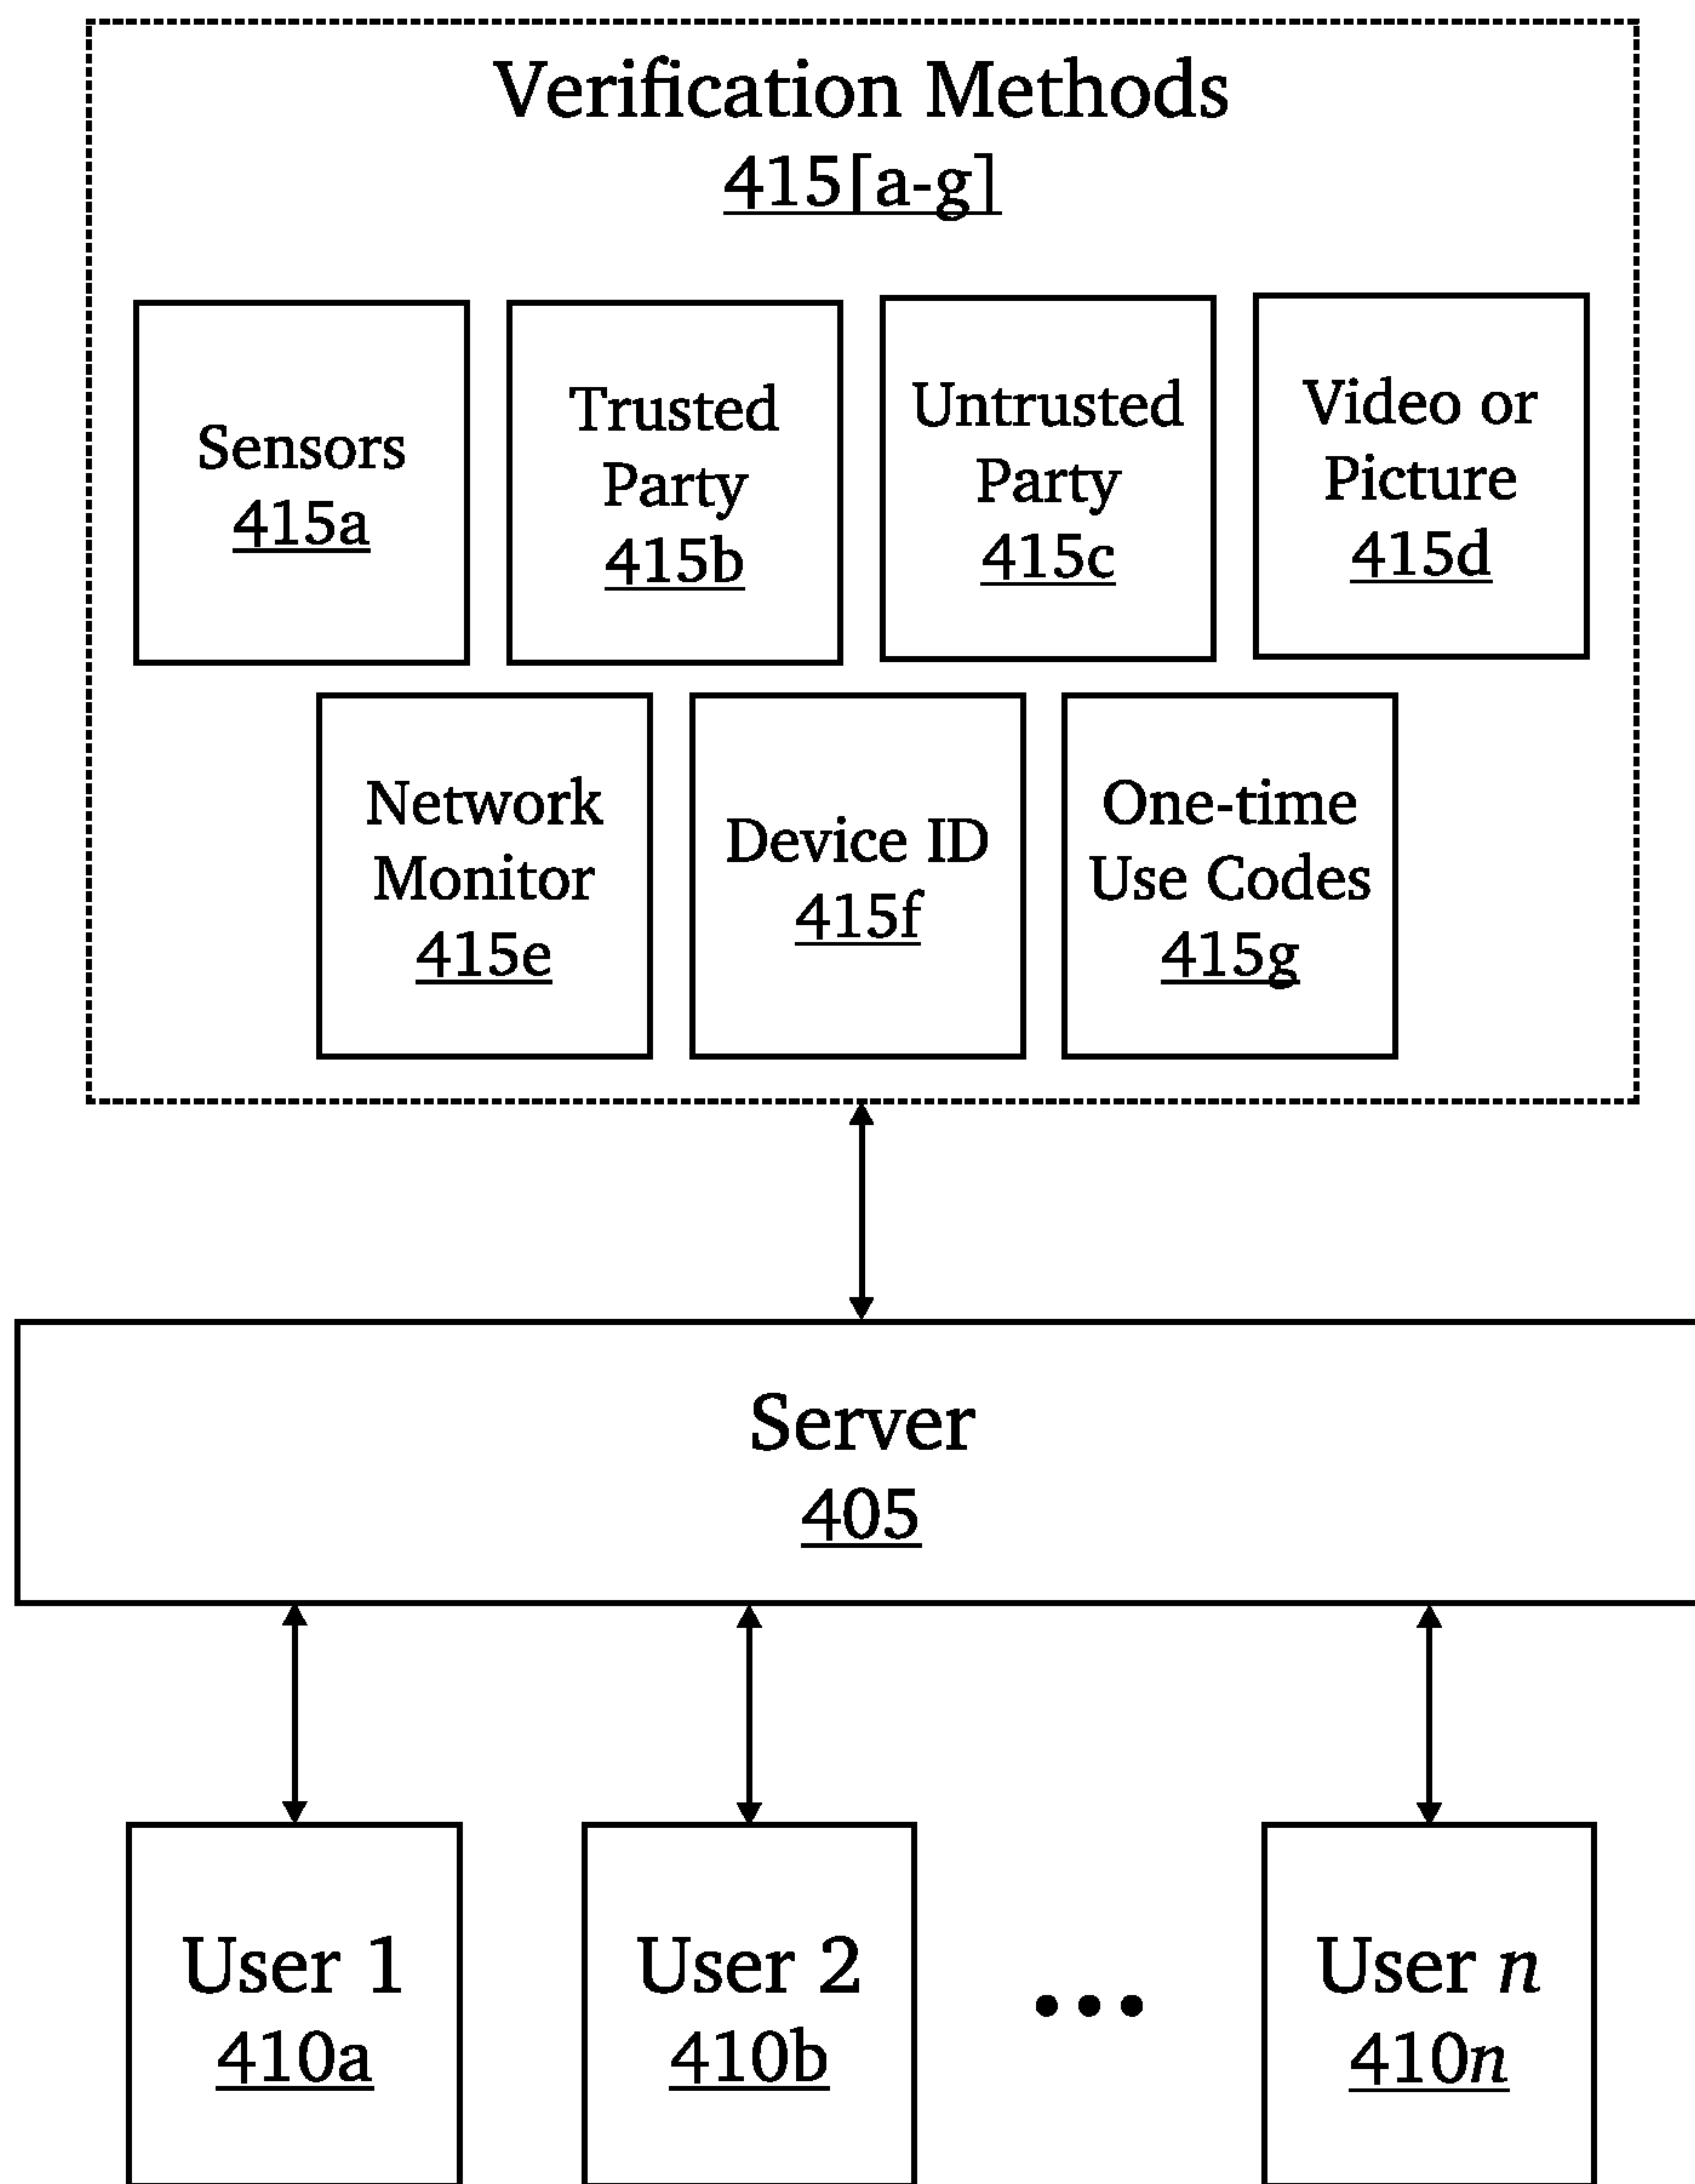 Verification Methods
415[a-g]
Sensors
415a
Trusted
Party
415b
Untrusted
Party
415c
Video or
Picture
415d
Network
Monitor
415e
Device ID
415f
One-time
Use Codes
415g
Server
405
User 1
410a
User 2
410b
•••
User n
410n